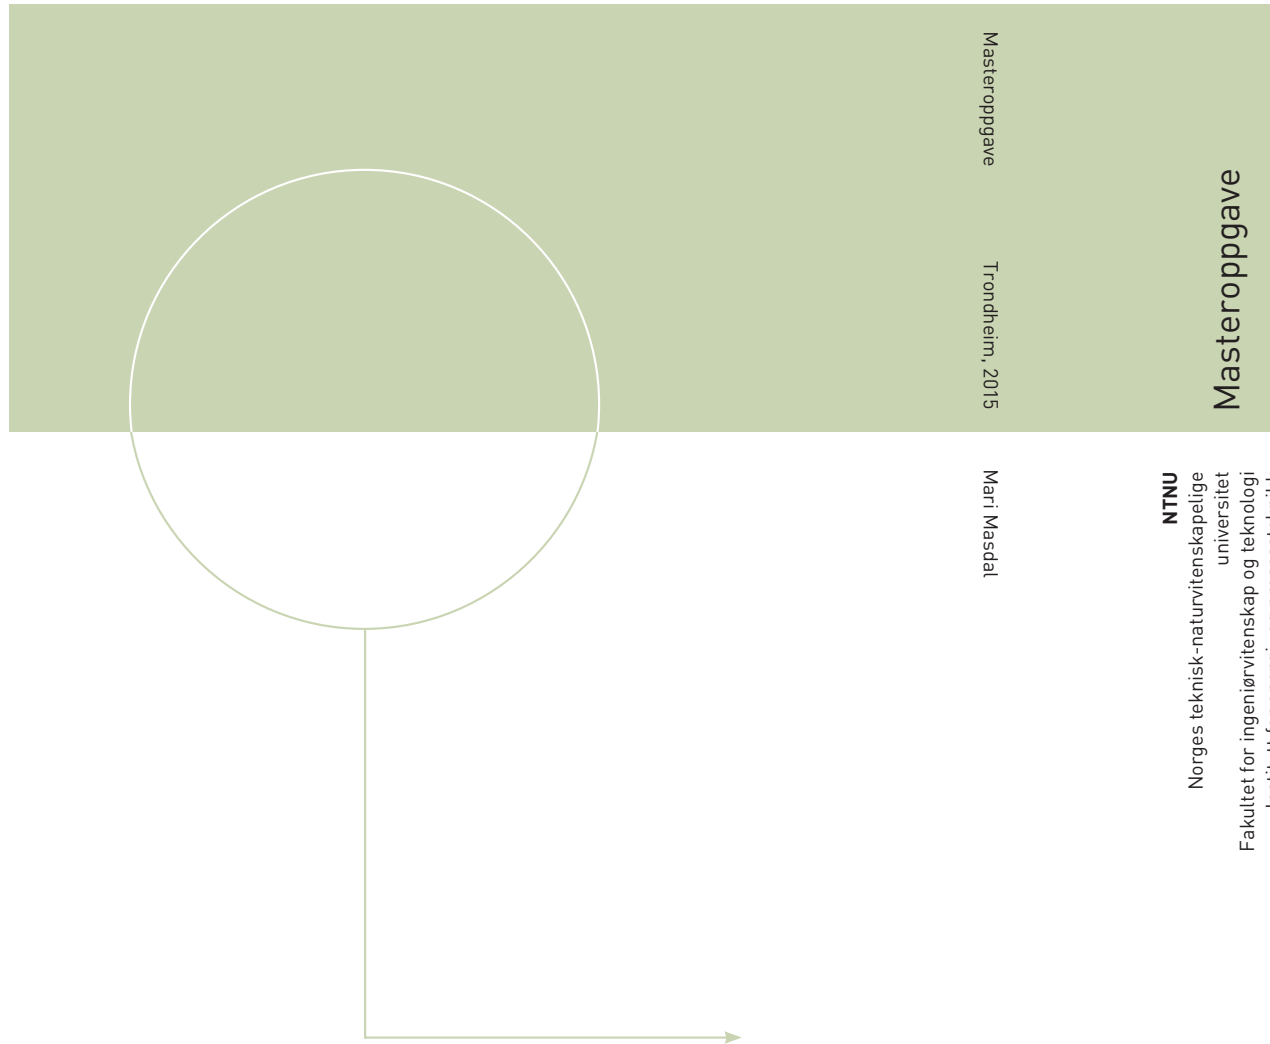 Masteroppgave
Trondheim, 2015
Mari Masdal
Masteroppgave
NTNU
Norges teknisk-naturvitenskapelige
universitet
Fakultet for ingeniørvitenskap og teknologi